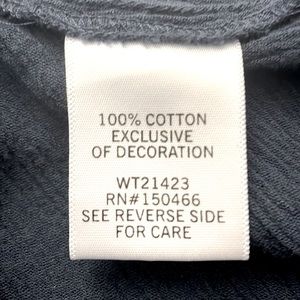 100% COTTON
EXCLUSIVE
OF DECORATION
WT21423
RN#150466
SEE REVERSE SIDE
FOR CARE